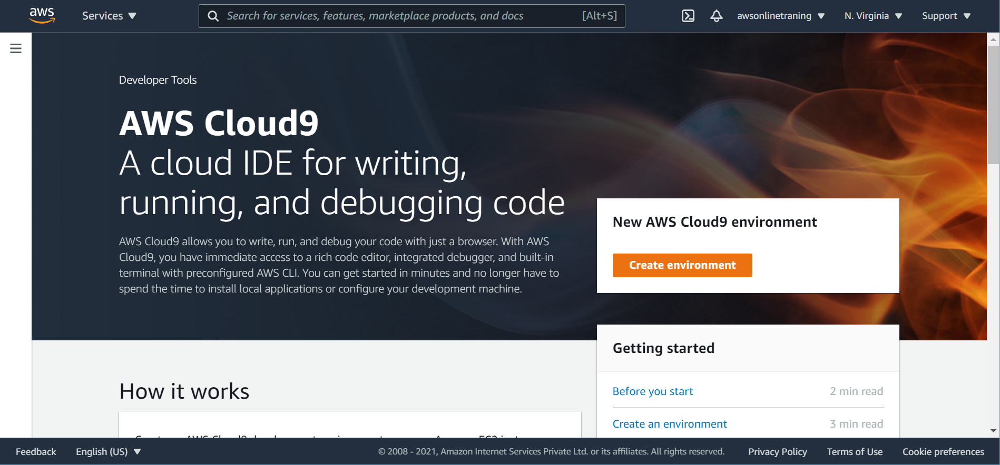 aws
Services
Search for services, features, marketplace products, and docs
[Alt+S]
awsonlinetraning
N. Virginia
Support
Developer Tools
AWS Cloud9
A cloud IDE for writing,
running, and debugging code
AWS Cloud9 allows you to write, run, and debug your code with just a browser. With AWS
Cloud9, you have immediate access to a rich code editor, integrated debugger, and built-in
terminal with preconfigured AWS CLI. You can get started in minutes and no longer have to
spend the time to install local applications or configure your development machine.
New AWS Cloud9 environment
Create environment
Getting started
Before you start
2 min read
Create an environment
3 min read
How it works
Feedback
English (US)
© 2008 - 2021, Amazon Internet Services Private Ltd. or its affiliates. All rights reserved.
Privacy Policy
Terms of Use
Cookie preferences